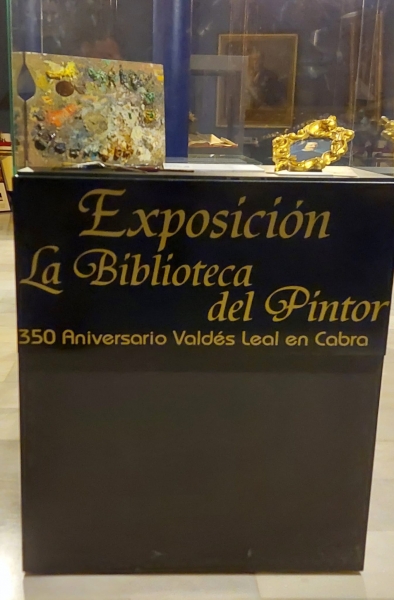 Exposición
La Biblioteca
del Pintor
350 Aniversario Valdés Leal en Cabra